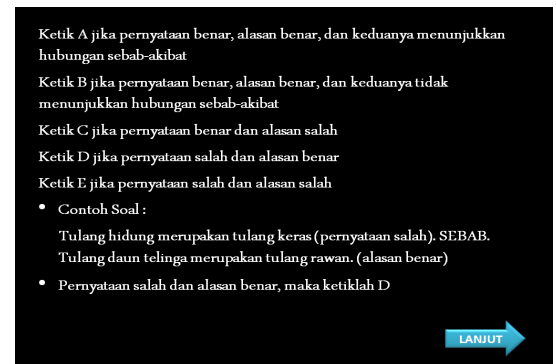 Ketik A jika pernyataan benar, alasan benar, dan keduanya menunjukkan
hubungan sebab-akibat
Ketik B jika pernyataan benar, alasan benar, dan keduanya tidak
menunjukkan hubungan sebab-akibat
Ketik C jika pernyataan benar dan alasan salah
Ketik D jika pernyataan salah dan alasan benar
Ketik E jika pernyataan salah dan alasan salah
• Contoh Soal :
Tulang hidung merupakan tulang keras (pernyataan salah). SEBAB.
Tulang daun telinga merupakan tulang rawan. (alasan benar)
• Pernyataan salah dan alasan benar, maka ketiklah D
LANJUT